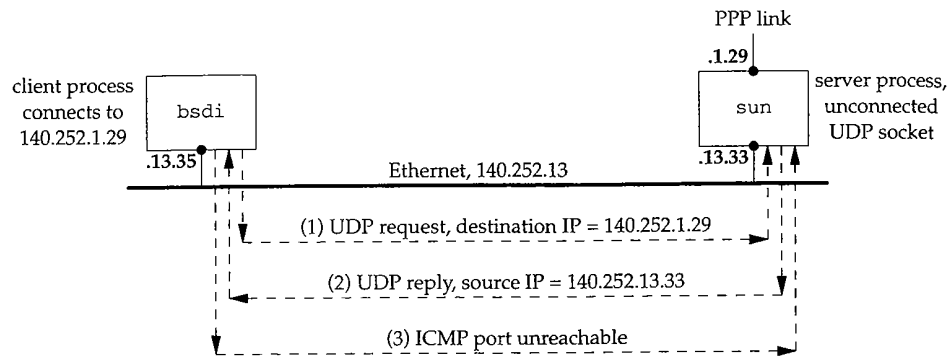 PPP link
.1.29
client process
connects to
140.252.1.29
bsdi
sun
server process,
unconnected
UDP socket
.13.35
.13.33
Ethernet, 140.252.13
(1) UDP request, destination IP = 140.252.1.29
(2) UDP reply, source IP = 140.252.13.33
(3) ICMP port unreachable